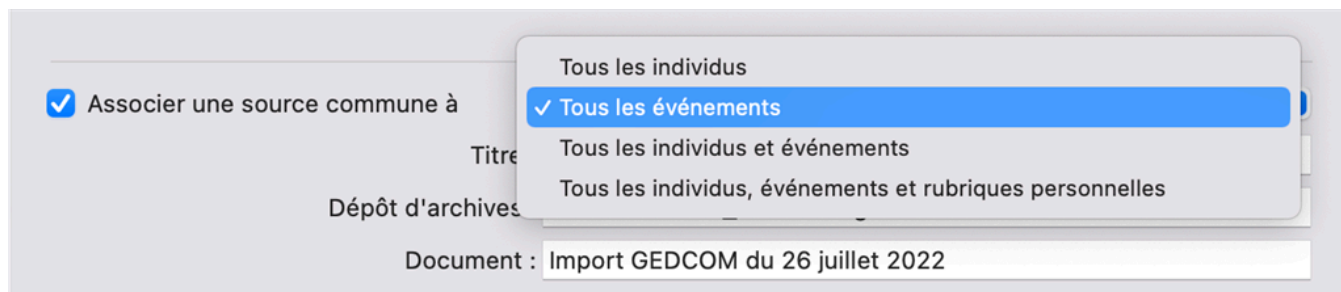 Tous les individus
Associer une source commune à
✓ Tous les événements
Titre
Tous les individus et événements
Tous les individus, événements et rubriques personnelles
Dépôt d'archives
Document : Import GEDCOM du 26 juillet 2022